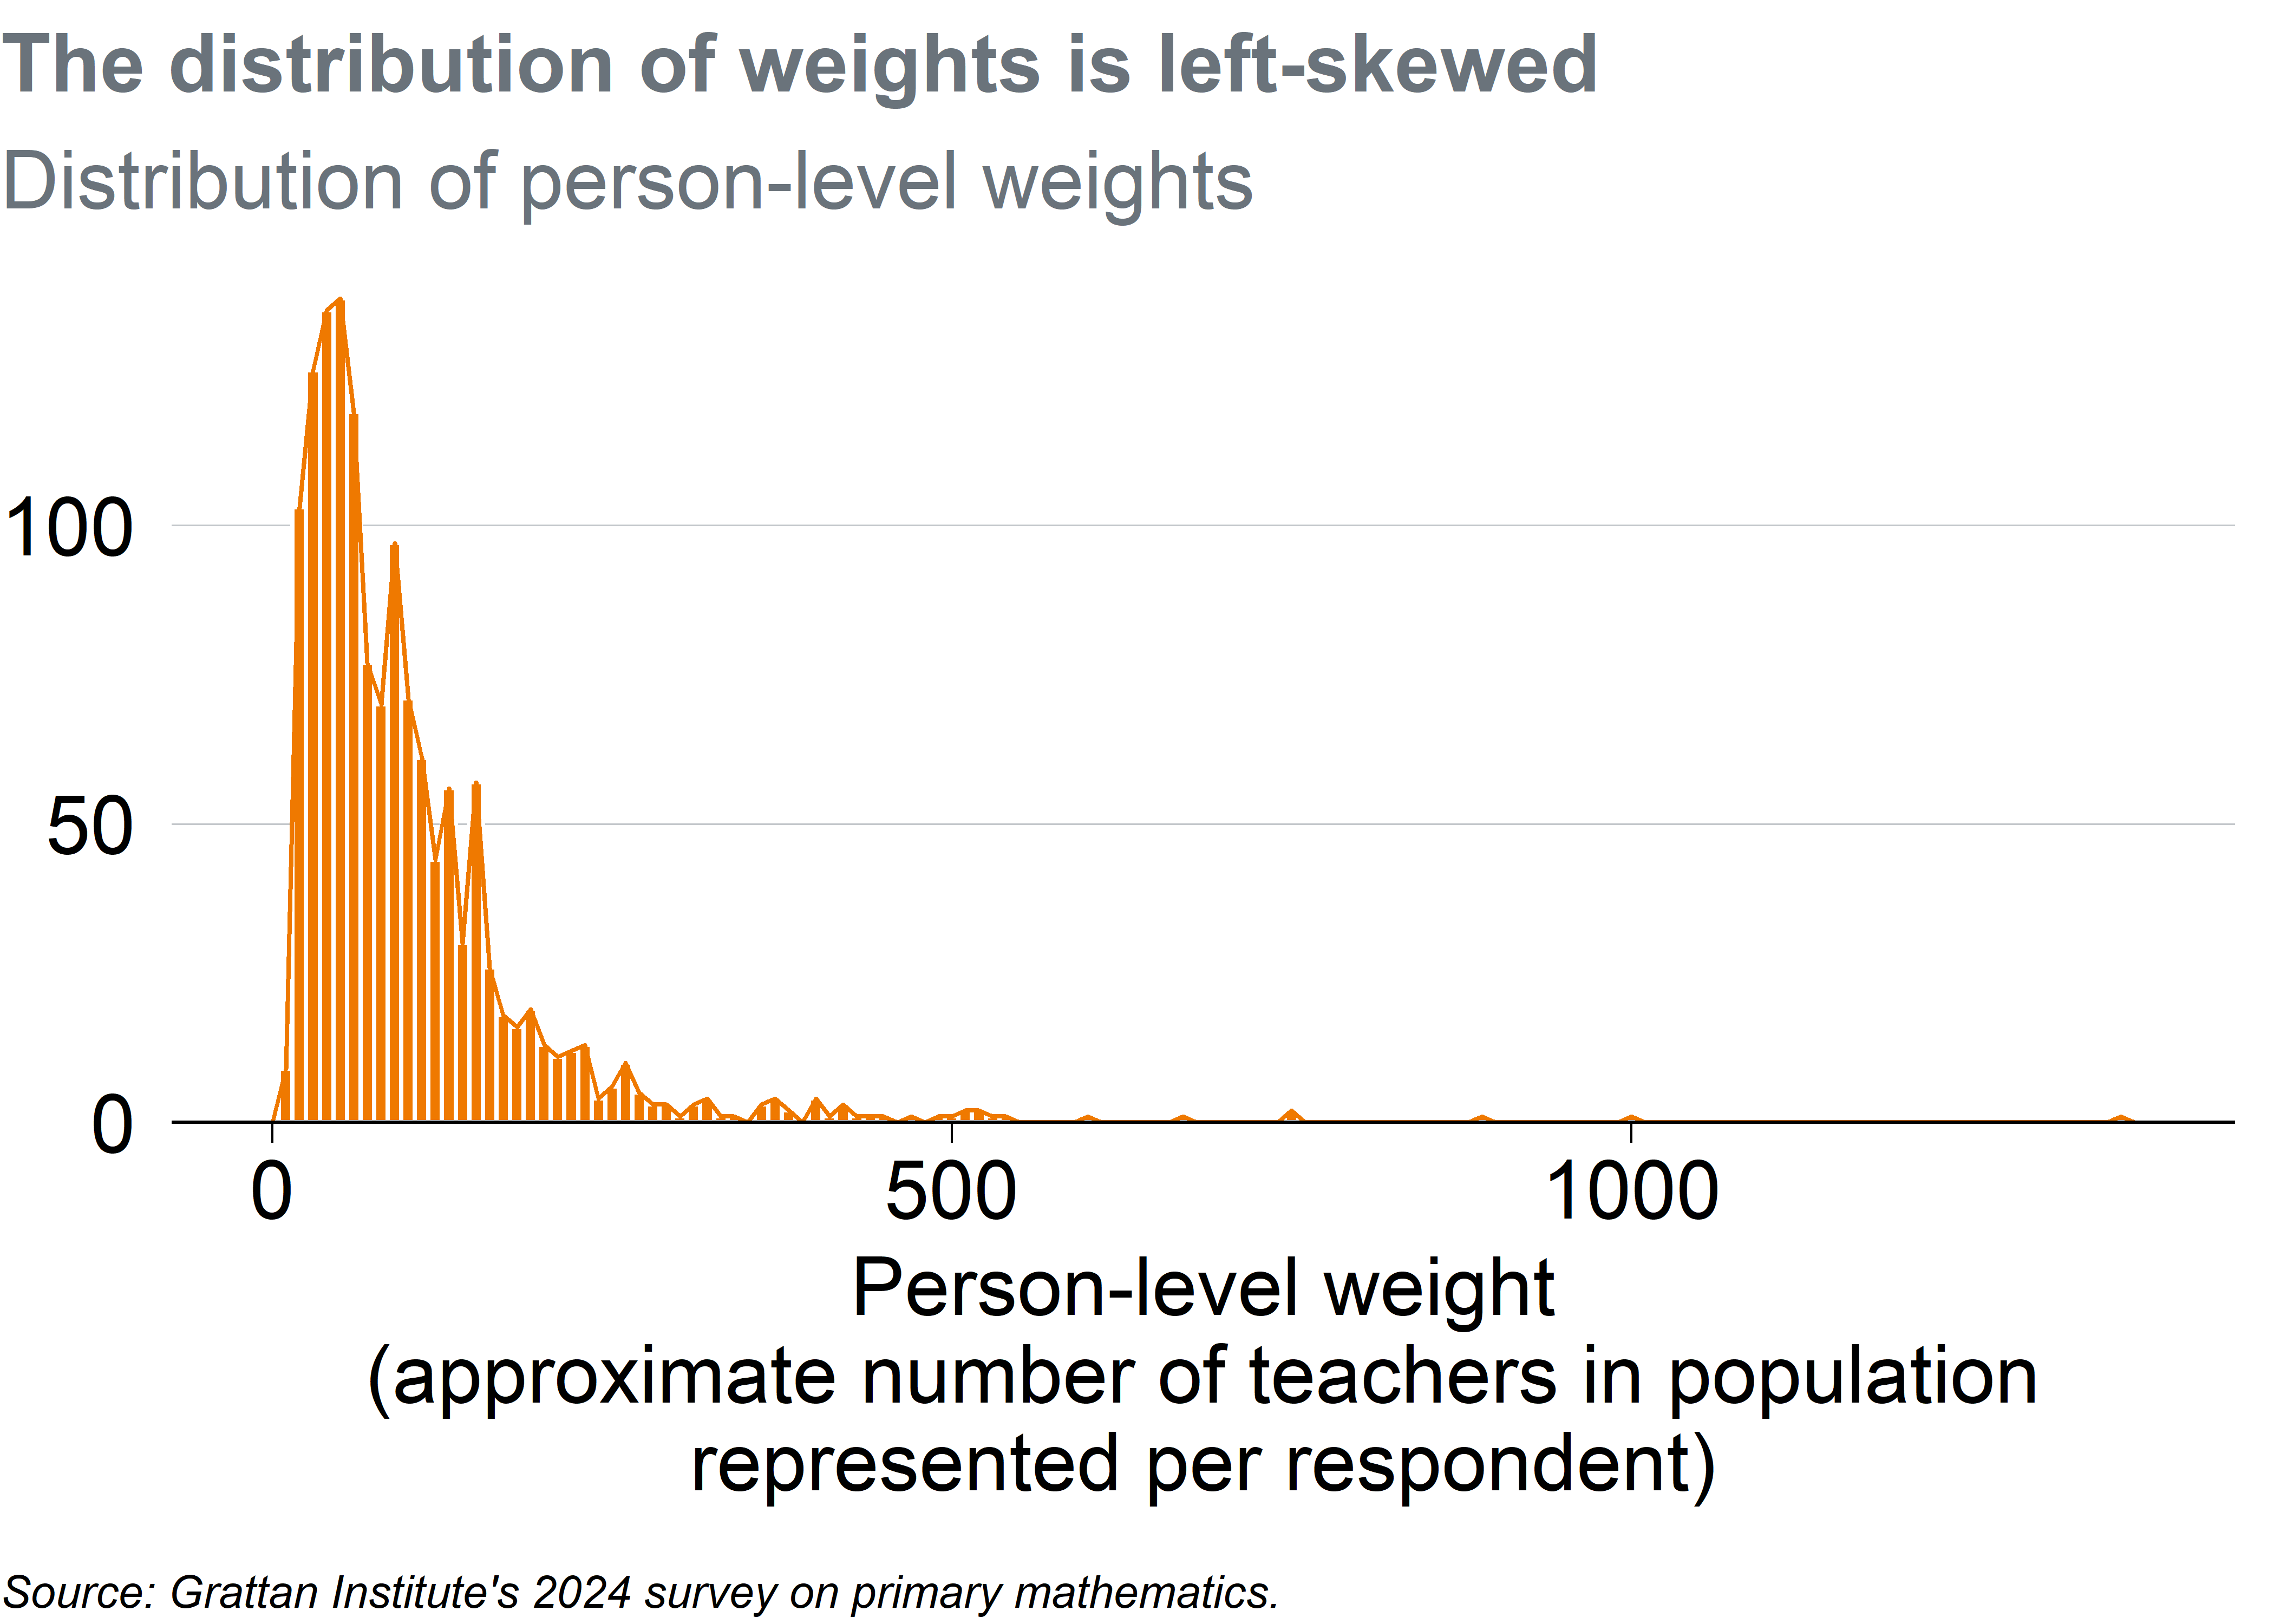 The distribution of weights is left-skewed
Distribution of person-level weights
100
50
0
0 500 1000
Person-level weight
(approximate number of teachers in population
represented per respondent)
Source: Grattan Institute's 2024 survey on primary mathematics.